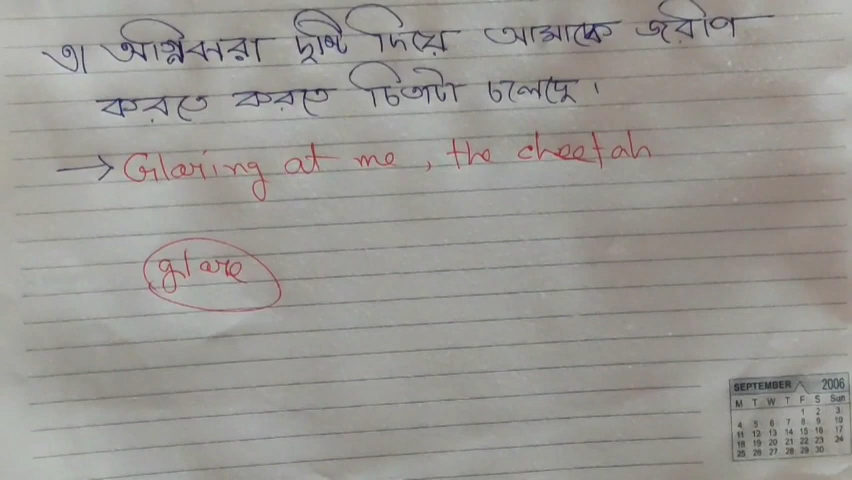 ৩৷ অগ্নিঝরা দৃষ্টি দিয়ে আমাকে জরীপ
করতে করতে চিতাটা চলেছে।
→ Glaring at me, the cheetah
glare
SEPTEMBER 2006
M T W T F S Sun
1 2 3
4 5 6 7 8 9 10
11 12 13 14 15 16 17
18 19 20 21 22 23 24
25 26 27 28 29 30